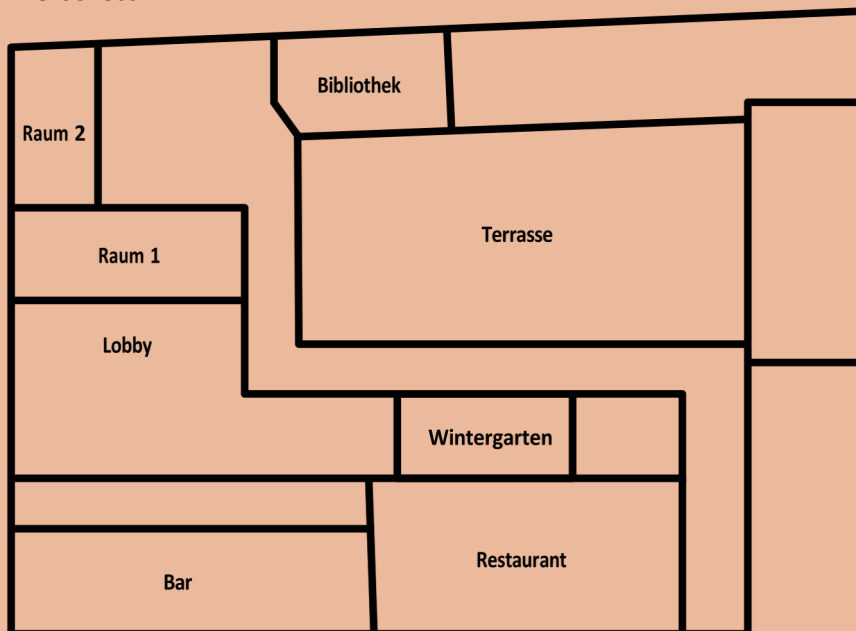 Bibliothek
Raum 2
Terrasse
Raum 1
Lobby
Wintergarten
Restaurant
Bar